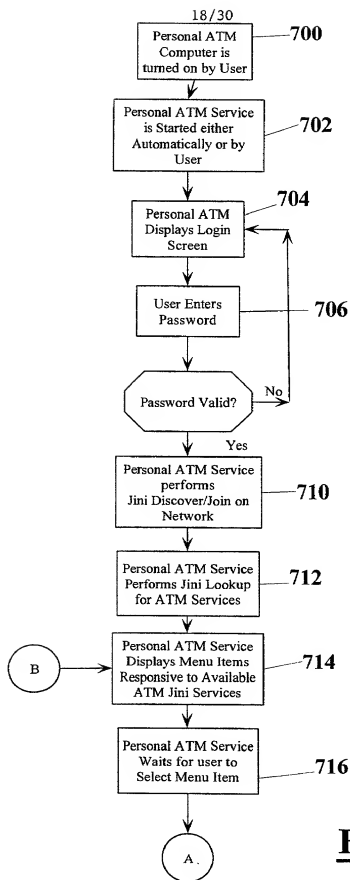 18/30
Personal ATM
Computer is
turned on by User
700
Personal ATM Service
is Started either
Automatically or by
User
702
Personal ATM
Displays Login
Screen
704
User Enters
Password
706
Password Valid?
No
Yes
Personal ATM Service
performs
Jini Discover/Join on
Network
710
Personal ATM Service
Performs Jini Lookup
for ATM Services
712
B
Personal ATM Service
Displays Menu Items
Responsive to Available
ATM Jini Services
714
Personal ATM Service
Waits for user to
Select Menu Item
716
A.